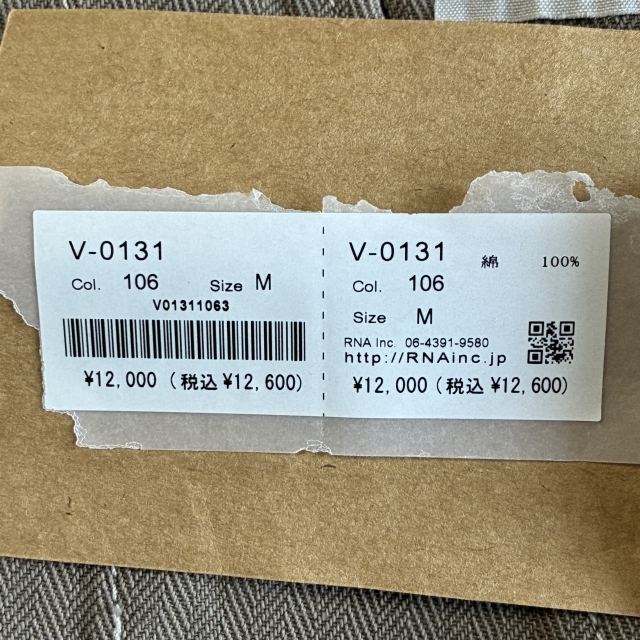 V-0131
Col. 106 Size M
V01311063
¥12,000 (税込 ¥12,600)
V-0131 綿 100%
Col. 106
Size M
RNA Inc. 06-4391-9580
http://RNAinc.jp
¥12,000 (税込 ¥12,600)